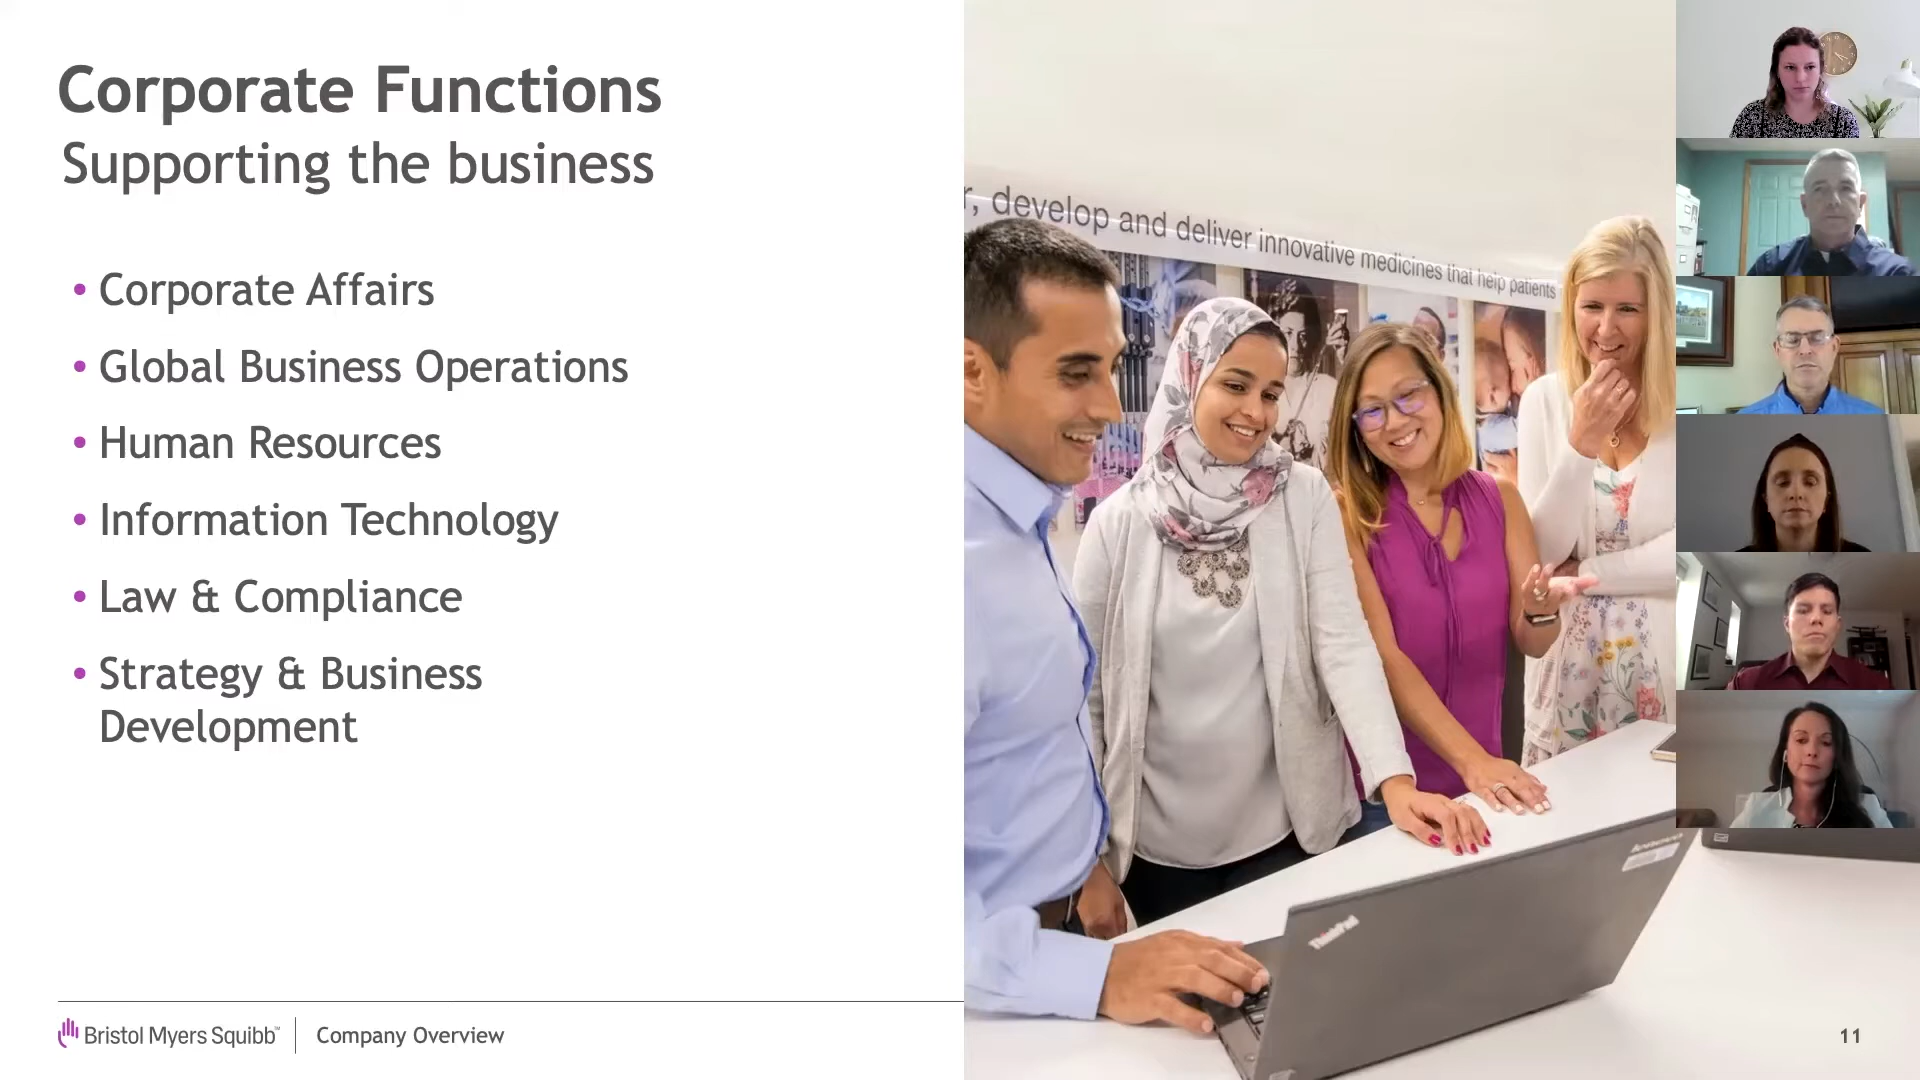 Corporate Functions
Supporting the business
• Corporate Affairs
• Global Business Operations
• Human Resources
• Information Technology
• Law & Compliance
• Strategy & Business
Development
, develop and deliver innovative medicines that help patients
ThinkPad
Bristol Myers Squibb™
Company Overview
11